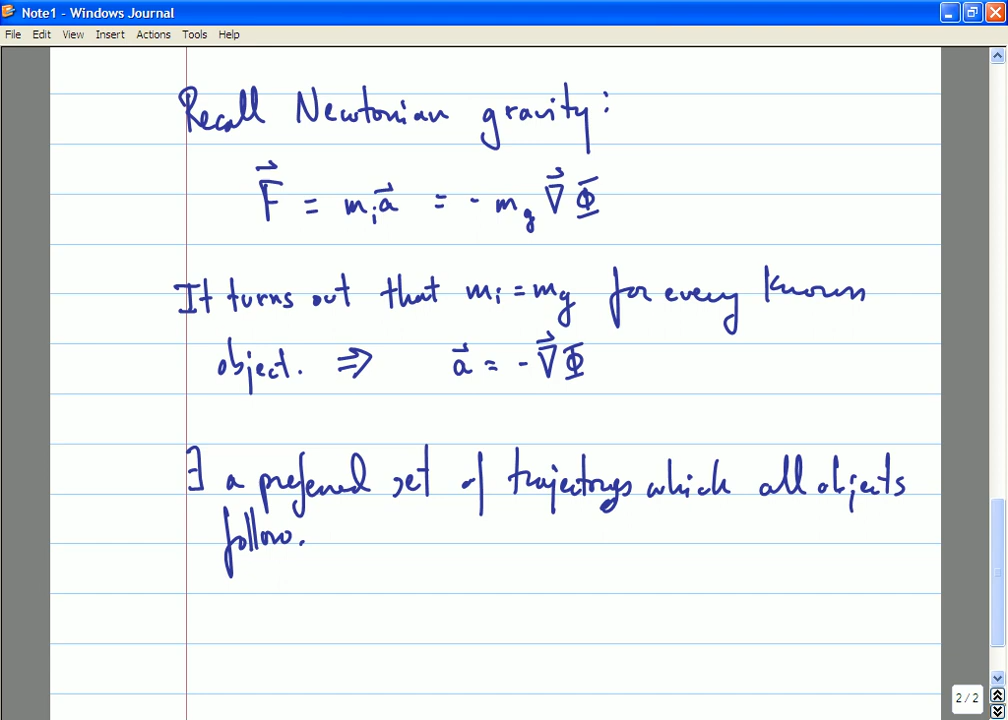 Note1 - Windows Journal
File Edit View Insert Actions Tools Help
Recall Newtonian gravity:
F⃗ = mᵢa⃗ = - m_g ∇⃗Φ
It turns out that mᵢ = m_g for every known
object. ⇒ a⃗ = - ∇⃗Φ
∃ a preferred set of trajectorys which all objects
follow.
2/2